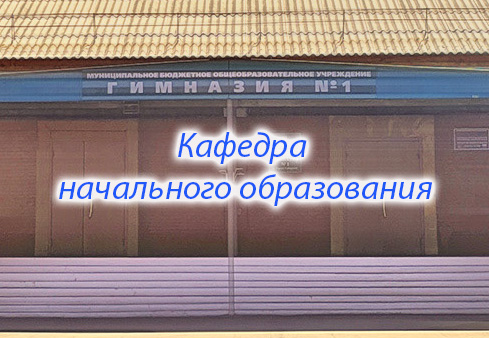 МУНИЦИПАЛЬНОЕ БЮДЖЕТНОЕ ОБЩЕОБРАЗОВАТЕЛЬНОЕ УЧРЕЖДЕНИЕ
ГИМНАЗИЯ №1
Кафедра
начального образования